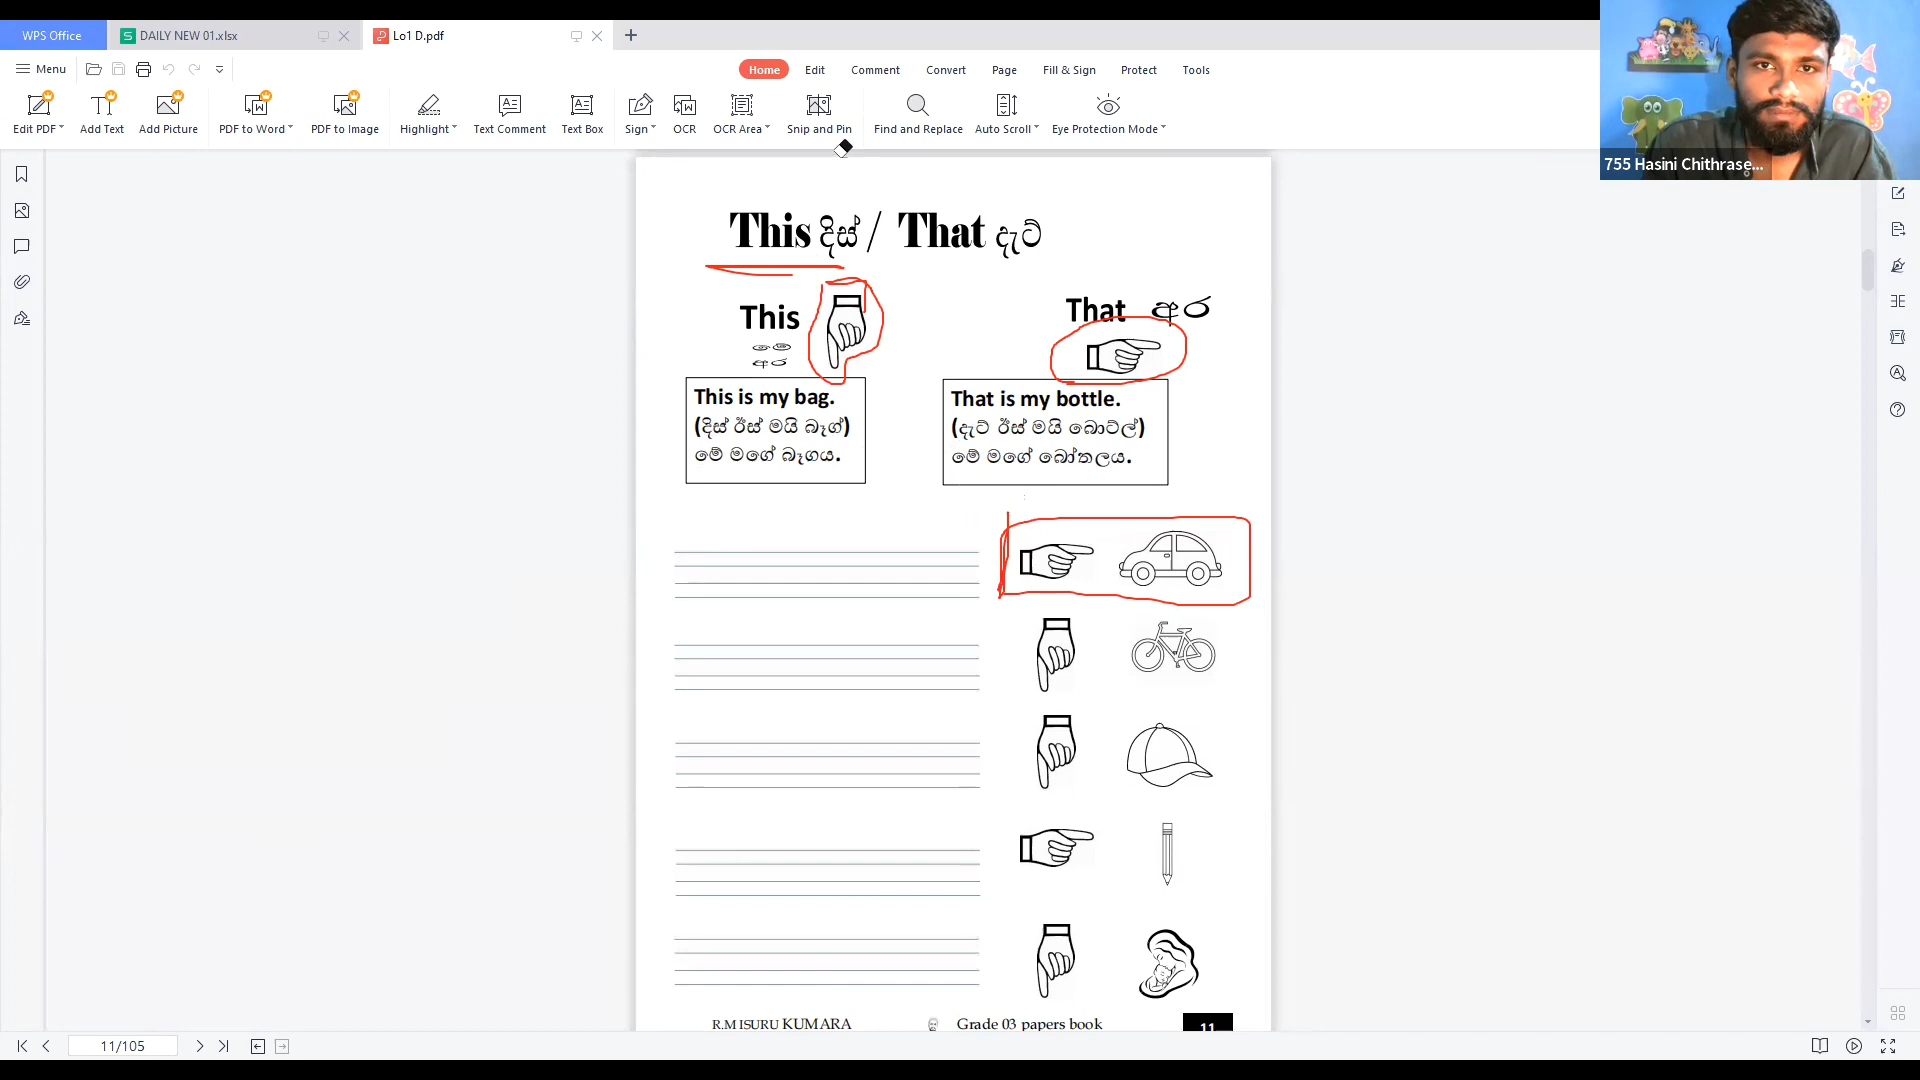 WPS Office
DAILY NEW 01.xlsx
Lo1 D.pdf
Menu
Home Edit Comment Convert Page Fill & Sign Protect Tools
Edit PDF Add Text Add Picture PDF to Word PDF to Image Highlight Text Comment Text Box Sign OCR OCR Area Snip and Pin Find and Replace Auto Scroll Eye Protection Mode
755 Hasini Chithrase...
This දිස් / That දැට්
This
That අර
මේ
අර
This is my bag.
(දිස් ඊස් මයි බෑග්)
මේ මගේ බෑගය.
That is my bottle.
(දැට් ඊස් මයි බොට්ල්)
මේ මගේ බෝතලය.
R.M ISURU KUMARA Grade 03 papers book 11
11/105